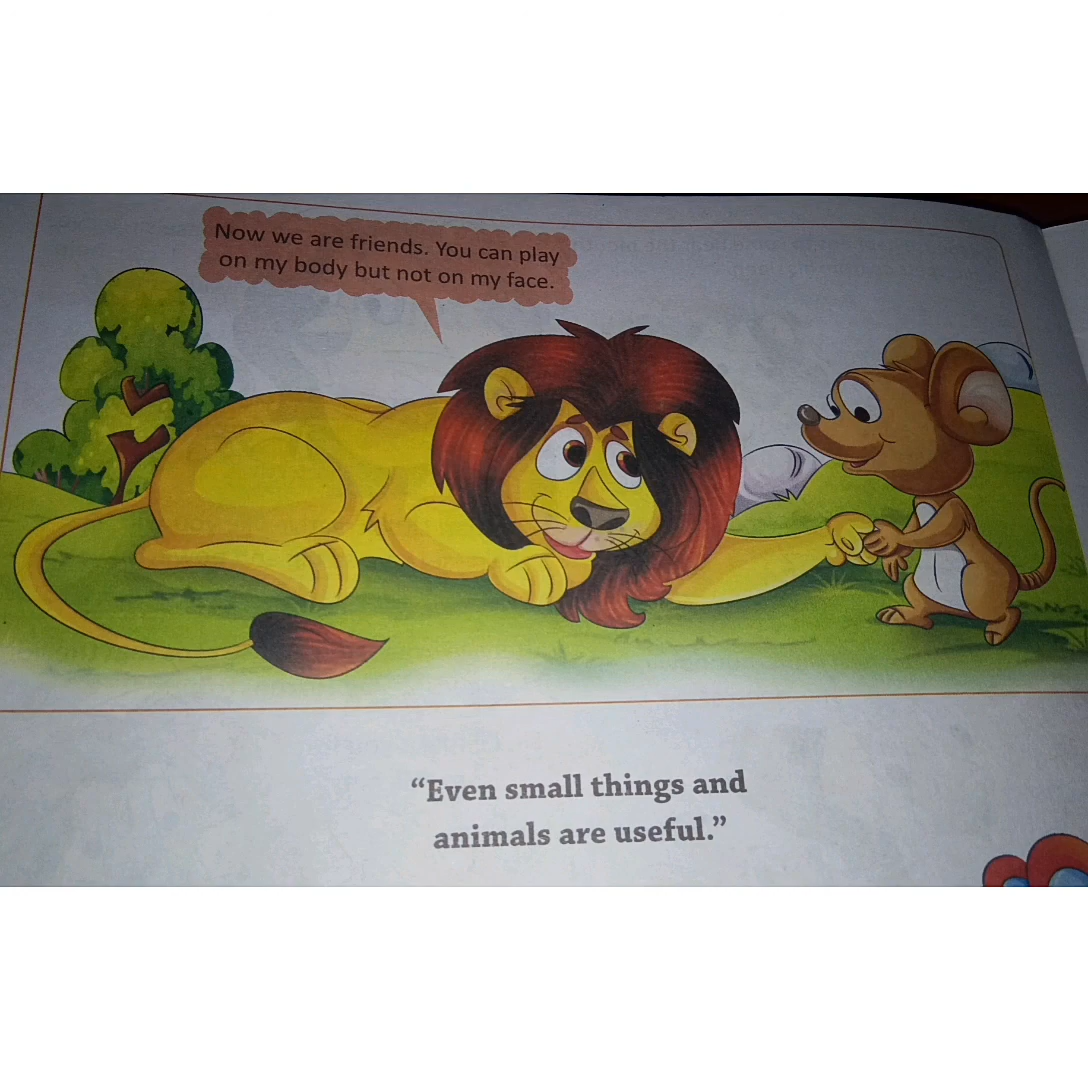 Now we are friends. You can play
on my body but not on my face.
“Even small things and
animals are useful.”